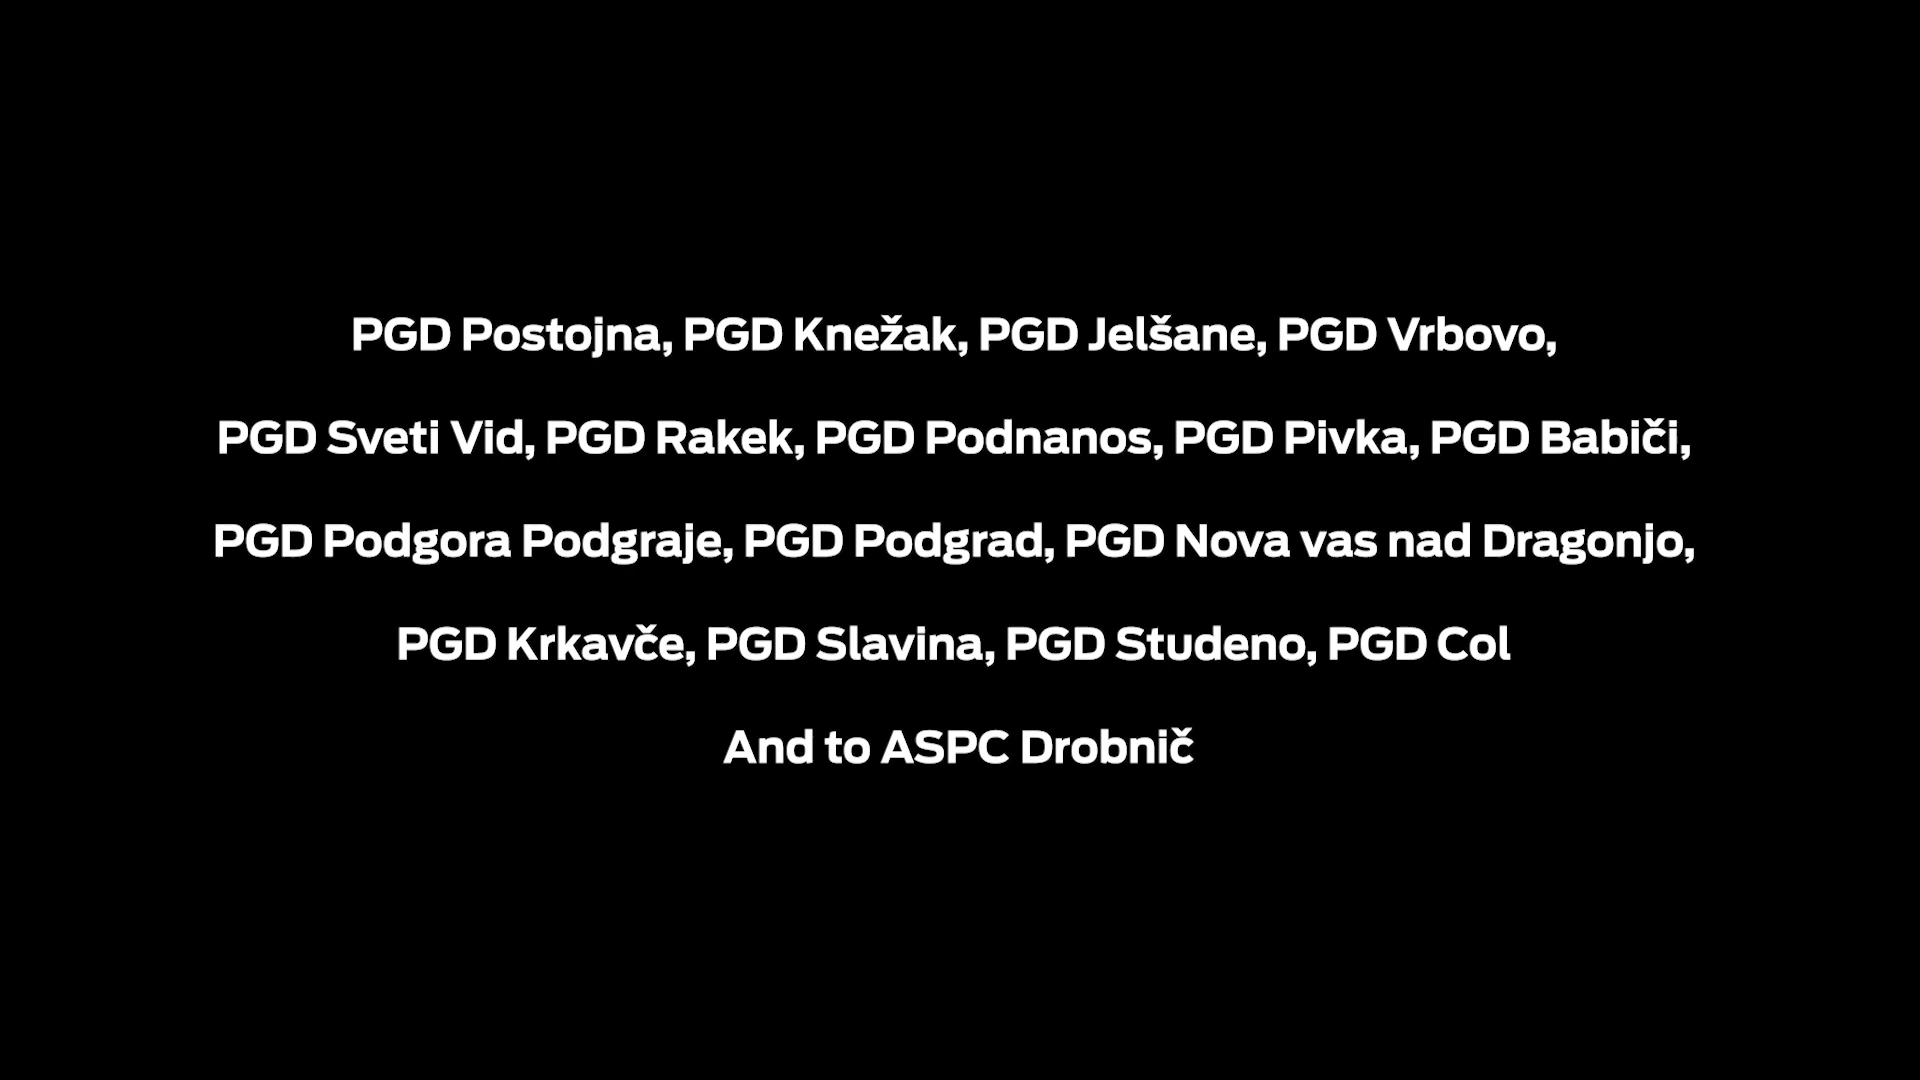 PGD Postojna, PGD Knežak, PGD Jelšane, PGD Vrbovo,
PGD Sveti Vid, PGD Rakek, PGD Podnanos, PGD Pivka, PGD Babiči,
PGD Podgora Podgraje, PGD Podgrad, PGD Nova vas nad Dragonjo,
PGD Krkavče, PGD Slavina, PGD Studeno, PGD Col
And to ASPC Drobnič